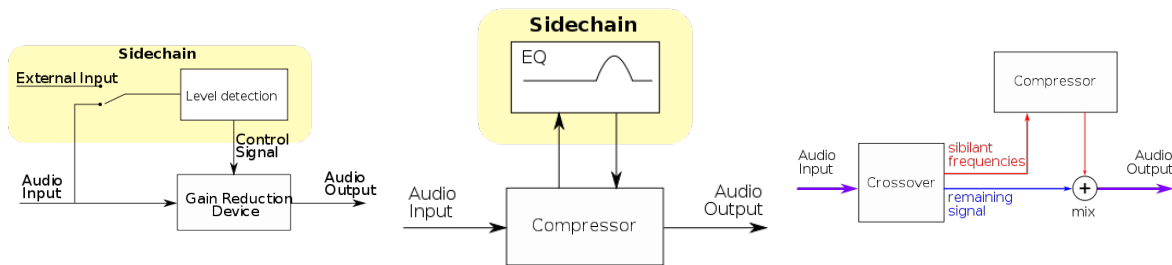 Sidechain
External Input
Level detection
Control
Signal
Audio
Input
Gain Reduction
Device
Audio
Output
Sidechain
EQ
Audio
Input
Compressor
Audio
Output
Compressor
Audio
Input
Crossover
sibilant
frequencies
remaining
signal
+
mix
Audio
Output